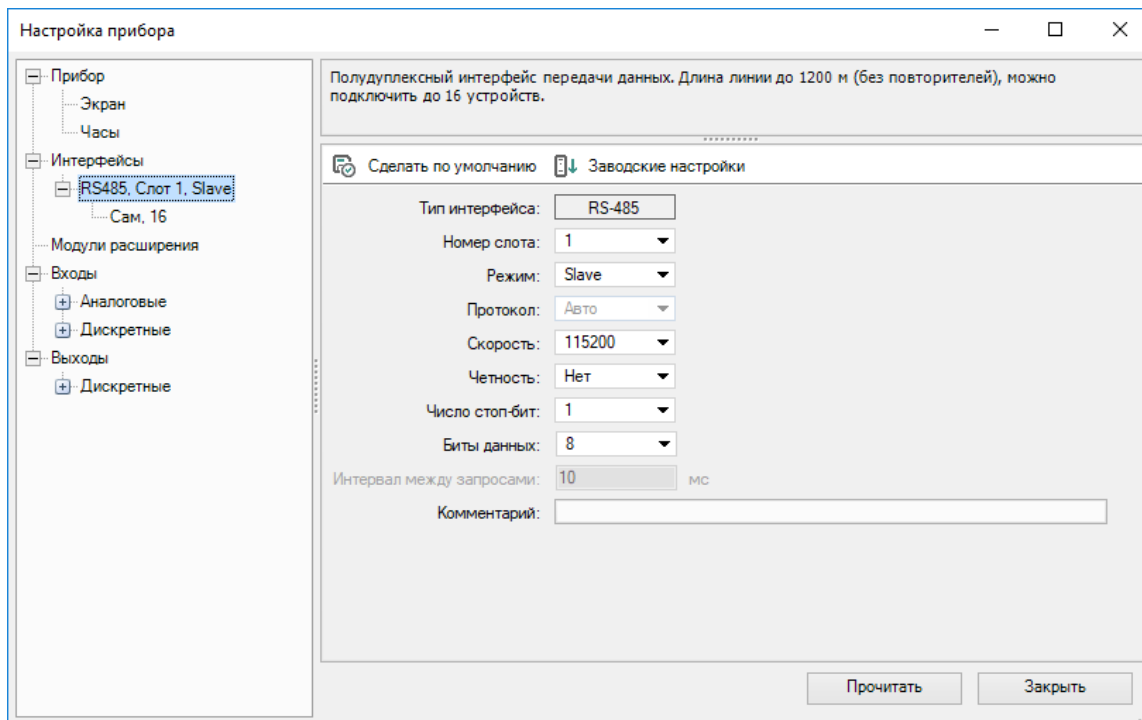 Настройка прибора
Прибор
Экран
Часы
Интерфейсы
RS485, Слот 1, Slave
Сам, 16
Модули расширения
Входы
Аналоговые
Дискретные
Выходы
Дискретные
Полудуплексный интерфейс передачи данных. Длина линии до 1200 м (без повторителей), можно
подключить до 16 устройств.
Сделать по умолчанию Заводские настройки
Тип интерфейса: RS-485
Номер слота: 1
Режим: Slave
Протокол: Авто
Скорость: 115200
Четность: Нет
Число стоп-бит: 1
Биты данных: 8
Интервал между запросами: 10 мс
Комментарий:
Прочитать Закрыть